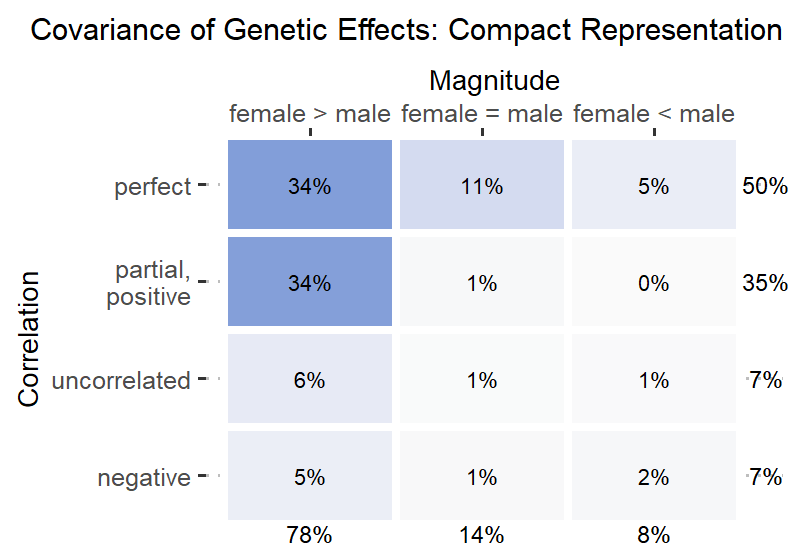 Covariance of Genetic Effects: Compact Representation
Magnitude
female > male female = male female < male
perfect 34% 11% 5% 50%
partial,
positive 34% 1% 0% 35%
uncorrelated 6% 1% 1% 7%
negative 5% 1% 2% 7%
78% 14% 8%
Correlation